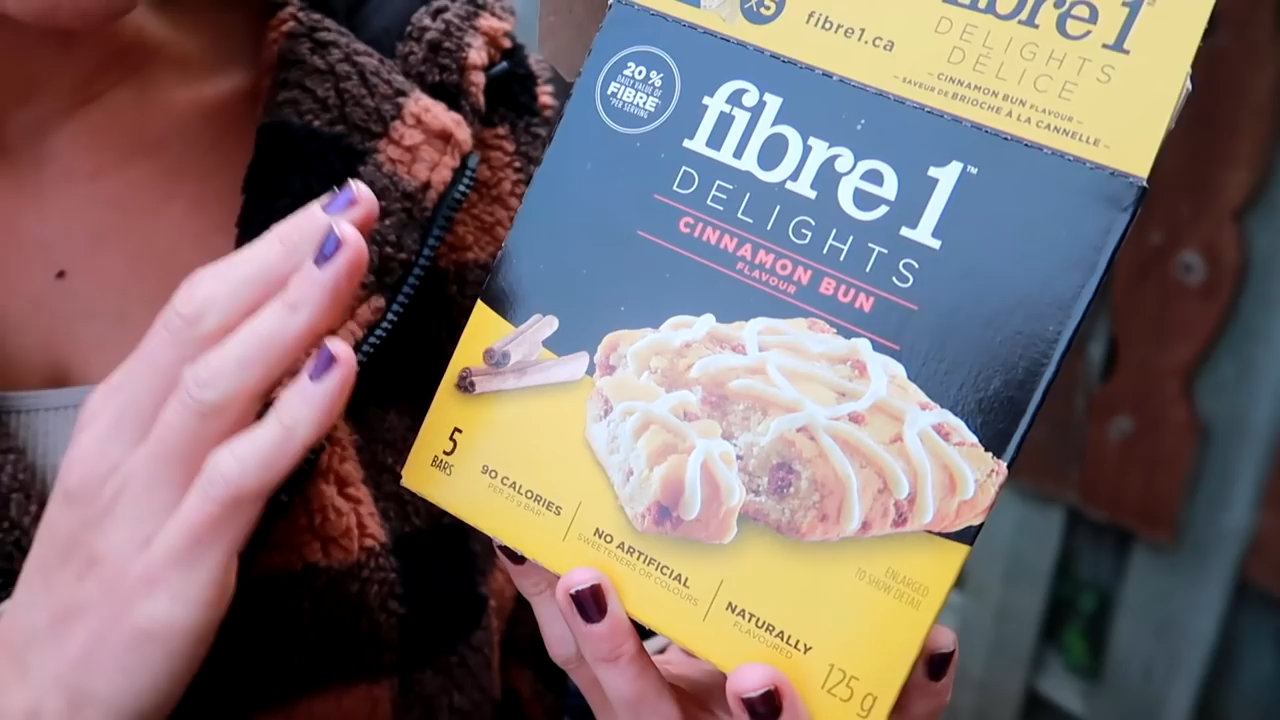 x5
fibre1.ca
fibre 1
DELIGHTS
DÉLICE
– CINNAMON BUN FLAVOUR –
– SAVEUR DE BRIOCHE À LA CANNELLE –
20 %
DAILY VALUE OF
FIBRE*
*PER SERVING
fibre 1™
DELIGHTS
CINNAMON BUN
FLAVOUR
5
BARS
90 CALORIES
PER 25 g BAR*
NO ARTIFICIAL
SWEETENERS OR COLOURS
NATURALLY
FLAVOURED
ENLARGED
TO SHOW DETAIL
125 g